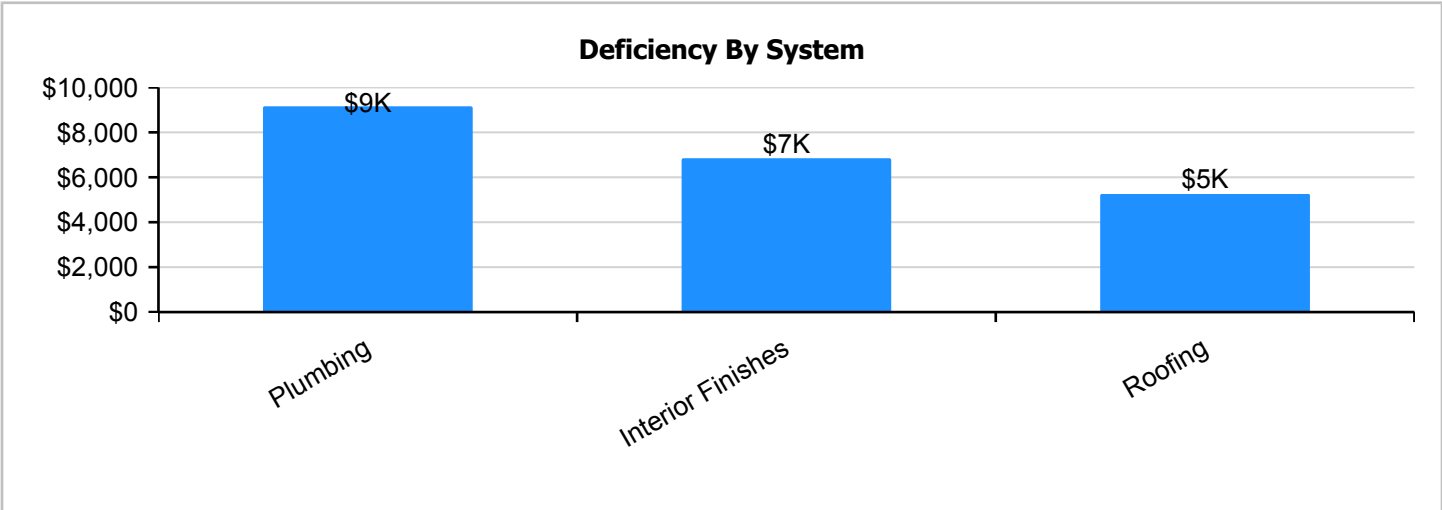 Deficiency By System
$10,000
$9K
$8,000
$7K
$6,000
$5K
$4,000
$2,000
$0
Plumbing
Interior Finishes
Roofing